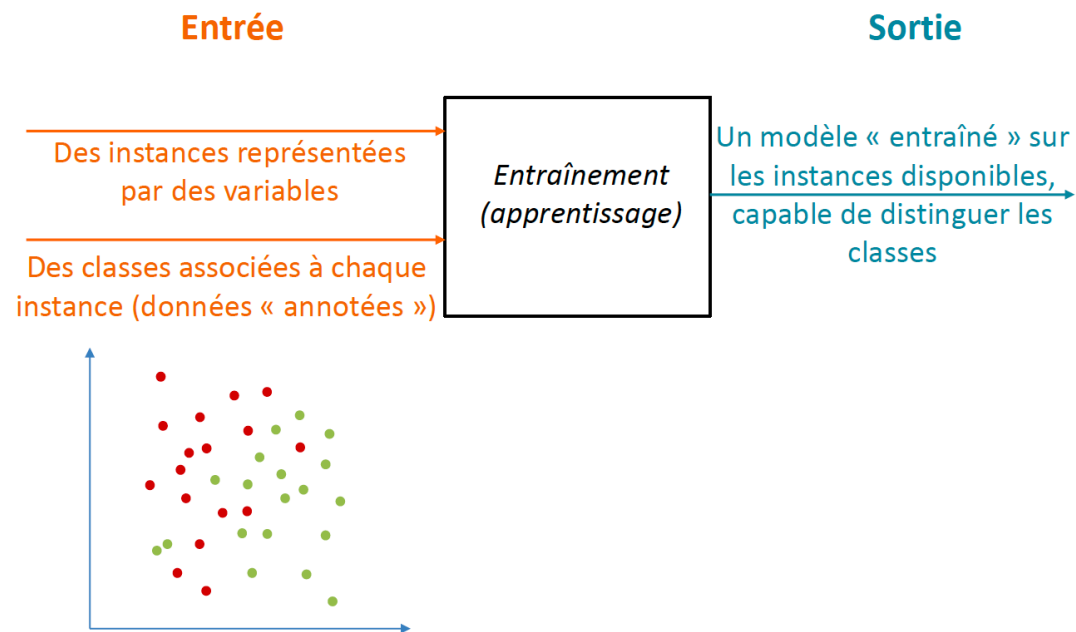 Entrée
Sortie
Des instances représentées
par des variables
Des classes associées à chaque
instance (données « annotées »)
Entraînement
(apprentissage)
Un modèle « entraîné » sur
les instances disponibles,
capable de distinguer les
classes